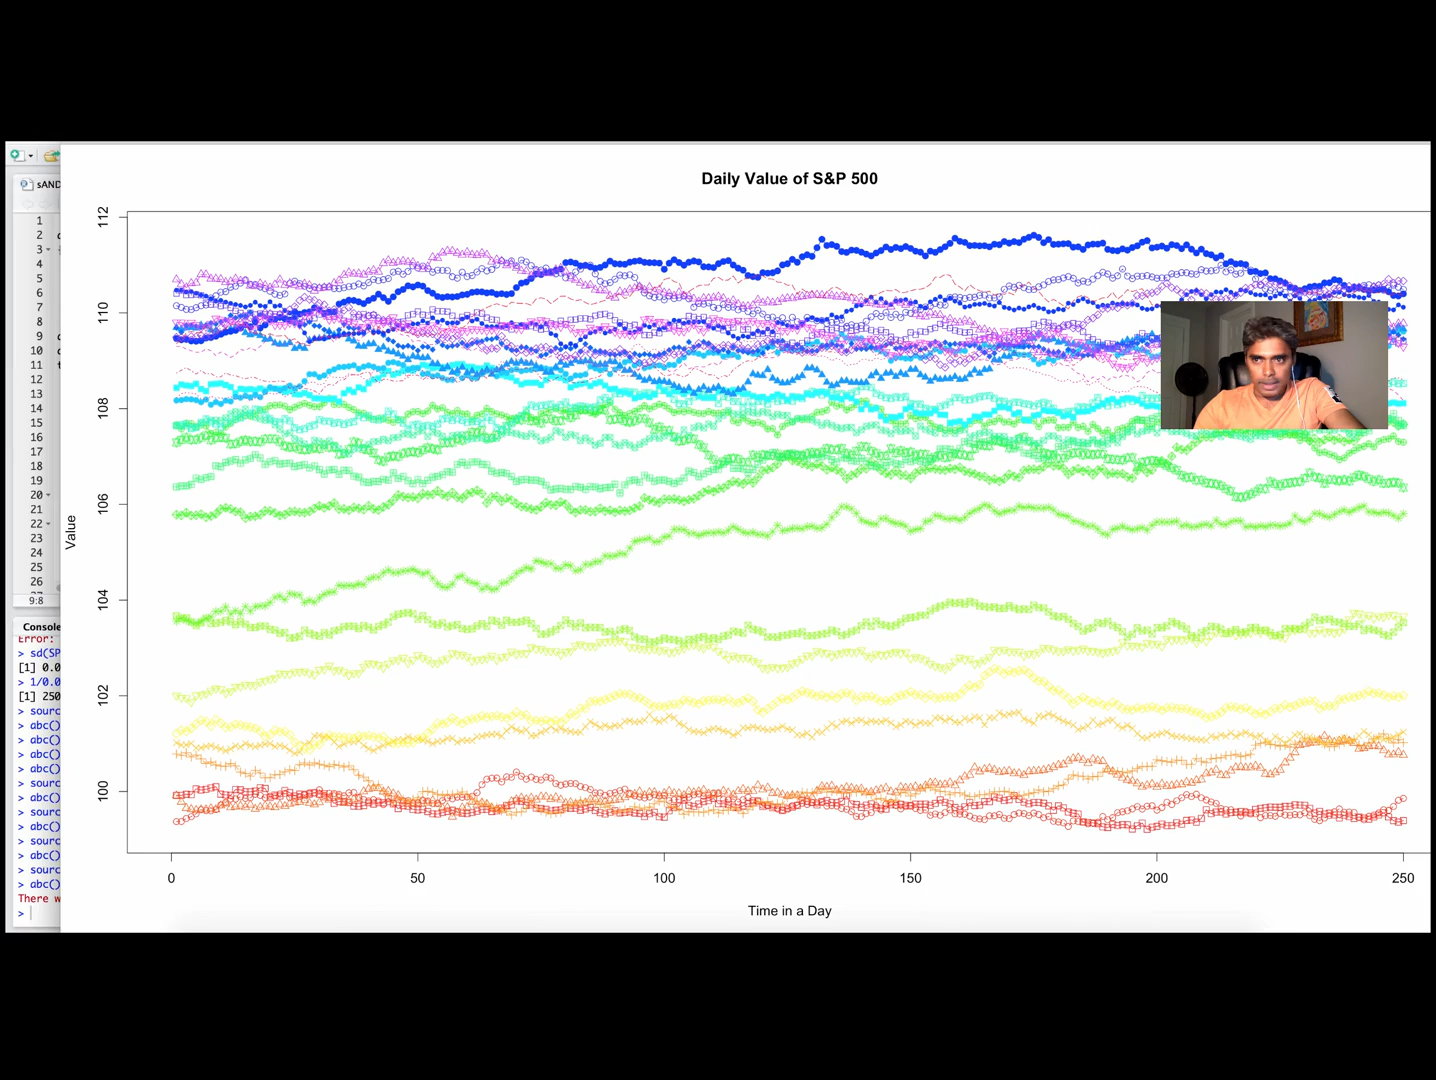 Daily Value of S&P 500
sAND
1
2
3
4
5
6
7
8
9
10
11
12
13
14
15
16
17
18
19
20
21
22
23
24
25
26
9:8
Console
Error:
> sd(SP
[1] 0.0
> 1/0.0
[1] 250
> sourc
> abc()
> abc()
> abc()
> abc()
> sourc
> abc()
> sourc
> abc()
> sourc
> abc()
> sourc
> abc()
There w
>
Value
112
110
108
106
104
102
100
0 50 100 150 200 250
Time in a Day